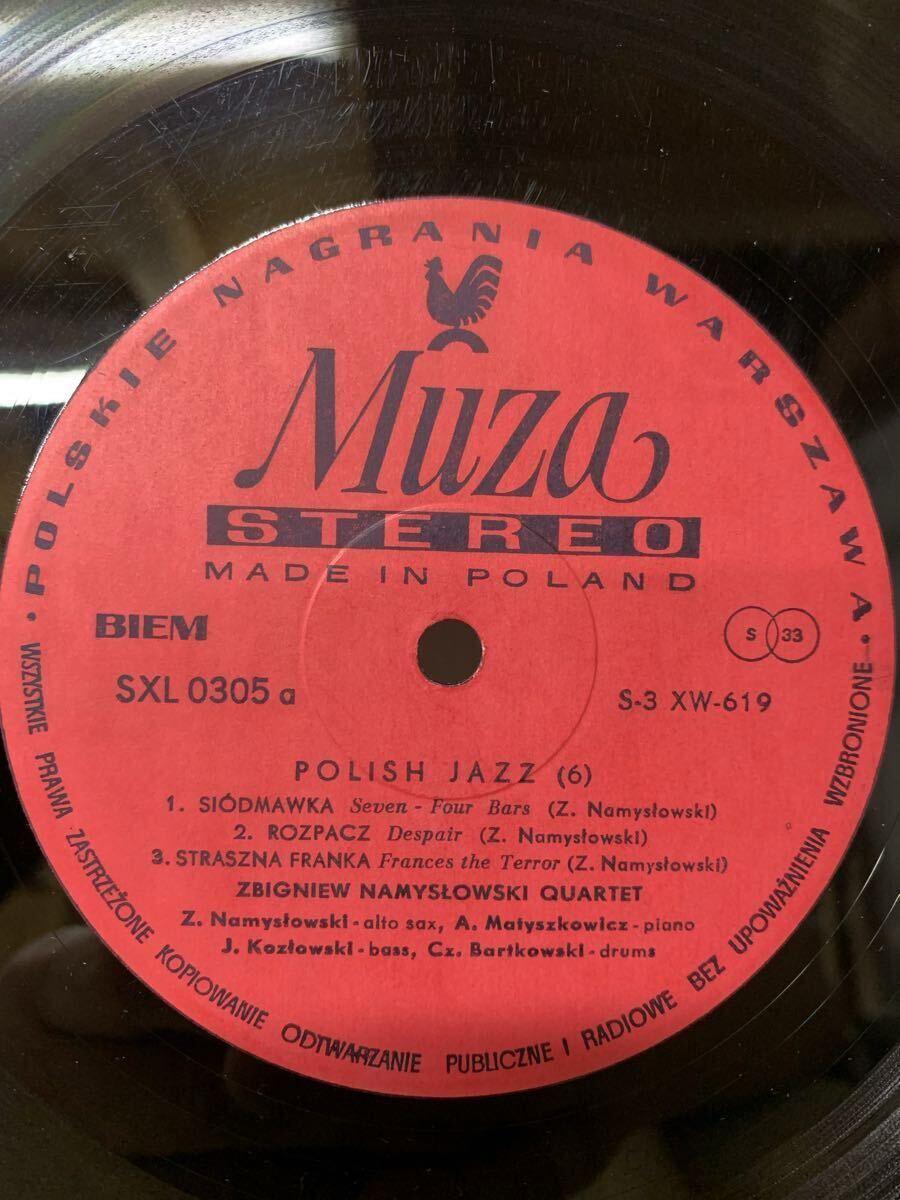 POLSKIE NAGRANIA WARSZAWA
Muza
STEREO
MADE IN POLAND
BIEM
S 33
SXL 0305 a
S-3 XW-619
POLISH JAZZ (6)
1. SIÓDMAWKA Seven - Four Bars (Z. Namysłowski)
2. ROZPACZ Despair (Z. Namysłowski)
3. STRASZNA FRANKA Frances the Terror (Z. Namysłowski)
ZBIGNIEW NAMYSŁOWSKI QUARTET
Z. Namysłowski - alto sax, A. Matyszkowicz - piano
J. Kozłowski - bass, Cz. Bartkowski - drums
• WSZYSTKIE PRAWA ZASTRZEŻONE KOPIOWANIE ODTWARZANIE PUBLICZNE I RADIOWE BEZ UPOWAŻNIENIA WZBRONIONE •